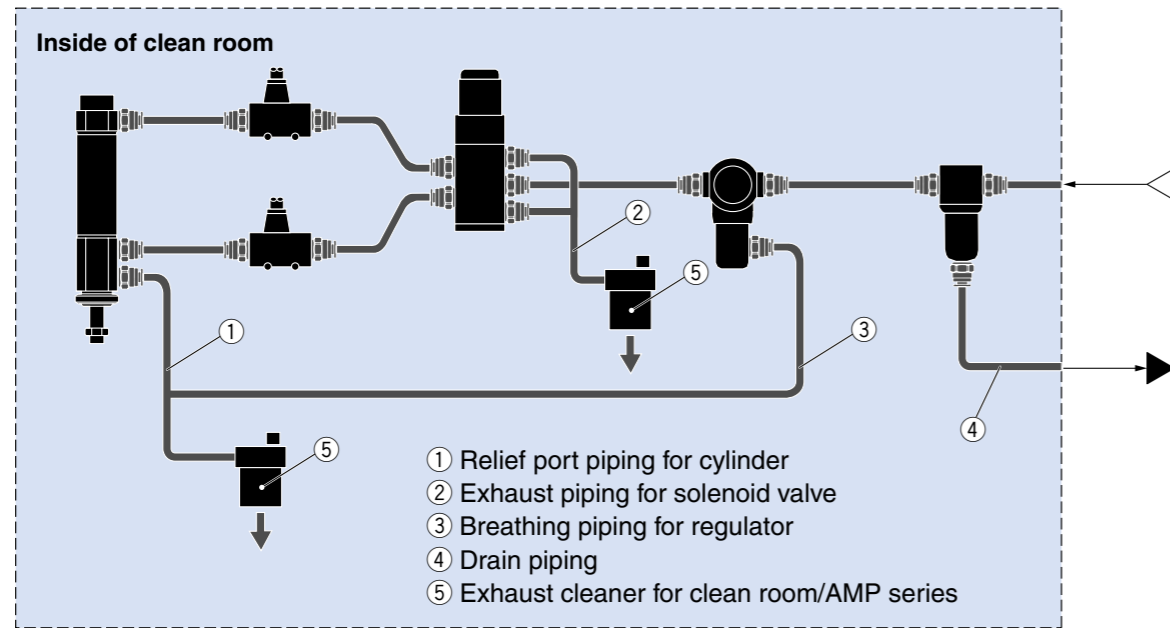 Inside of clean room
②
⑤
①
③
④
⑤
① Relief port piping for cylinder
② Exhaust piping for solenoid valve
③ Breathing piping for regulator
④ Drain piping
⑤ Exhaust cleaner for clean room/AMP series